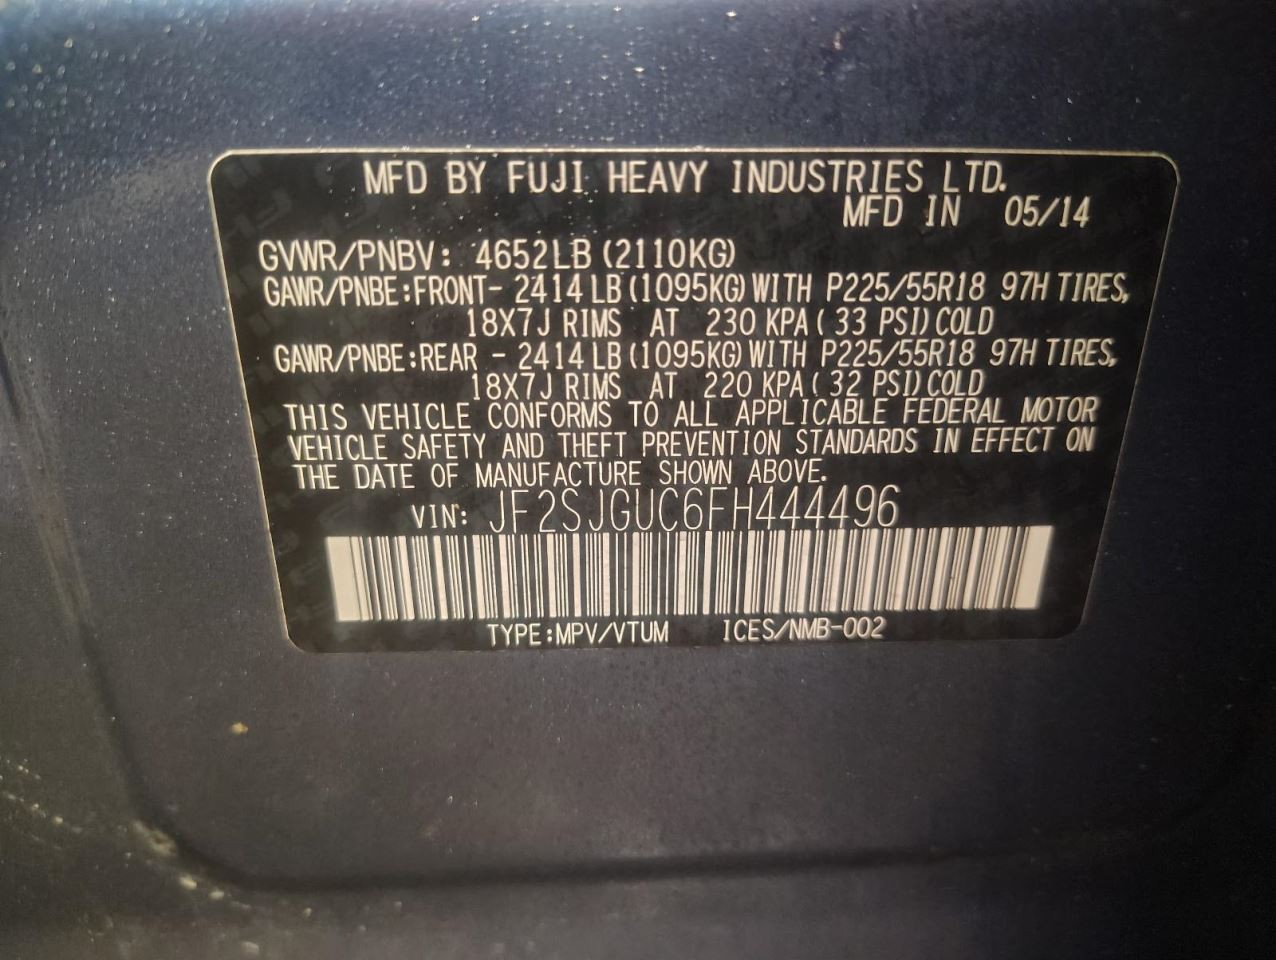 MFD BY FUJI HEAVY INDUSTRIES LTD.
MFD IN 05/14
GVWR/PNBV: 4652LB(2110KG)
GAWR/PNBE:FRONT- 2414LB(1095KG)WITH P225/55R18 97H TIRES,
18X7J RIMS AT 230 KPA(33 PSI)COLD
GAWR/PNBE:REAR - 2414LB(1095KG)WITH P225/55R18 97H TIRES,
18X7J RIMS AT 220 KPA(32 PSI)COLD
THIS VEHICLE CONFORMS TO ALL APPLICABLE FEDERAL MOTOR
VEHICLE SAFETY AND THEFT PREVENTION STANDARDS IN EFFECT ON
THE DATE OF MANUFACTURE SHOWN ABOVE.
VIN: JF2SJGUC6FH444496
TYPE:MPV/VTUM ICES/NMB-002